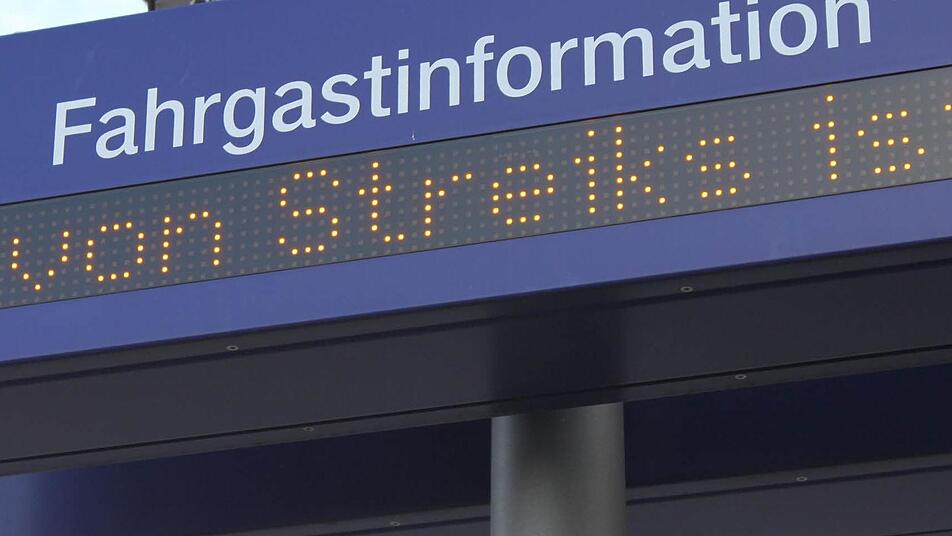 Fahrgastinformation
von Streiks is